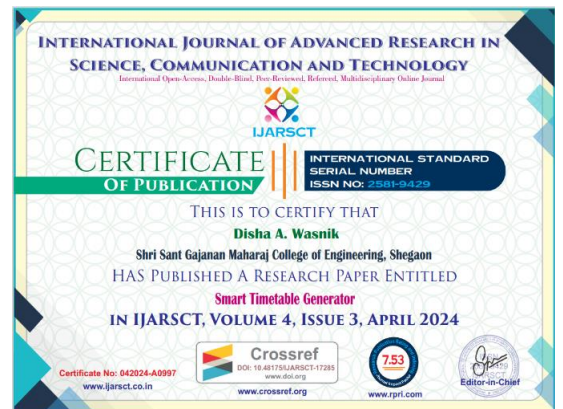 INTERNATIONAL JOURNAL OF ADVANCED RESEARCH IN
SCIENCE, COMMUNICATION AND TECHNOLOGY
International Open-Access, Double-Blind, Peer-Reviewed, Refereed, Multidisciplinary Online Journal
IJARSCT
CERTIFICATE
OF PUBLICATION
INTERNATIONAL STANDARD
SERIAL NUMBER
ISSN NO: 2581-9429
THIS IS TO CERTIFY THAT
Disha A. Wasnik
Shri Sant Gajanan Maharaj College of Engineering, Shegaon
HAS PUBLISHED A RESEARCH PAPER ENTITLED
Smart Timetable Generator
IN IJARSCT, VOLUME 4, ISSUE 3, APRIL 2024
Certificate No: 042024-A0997
www.ijarsct.co.in
Crossref
DOI: 10.48175/IJARSCT-17285
www.doi.org
www.crossref.org
7.53
www.rpri.com
Editor-in-Chief